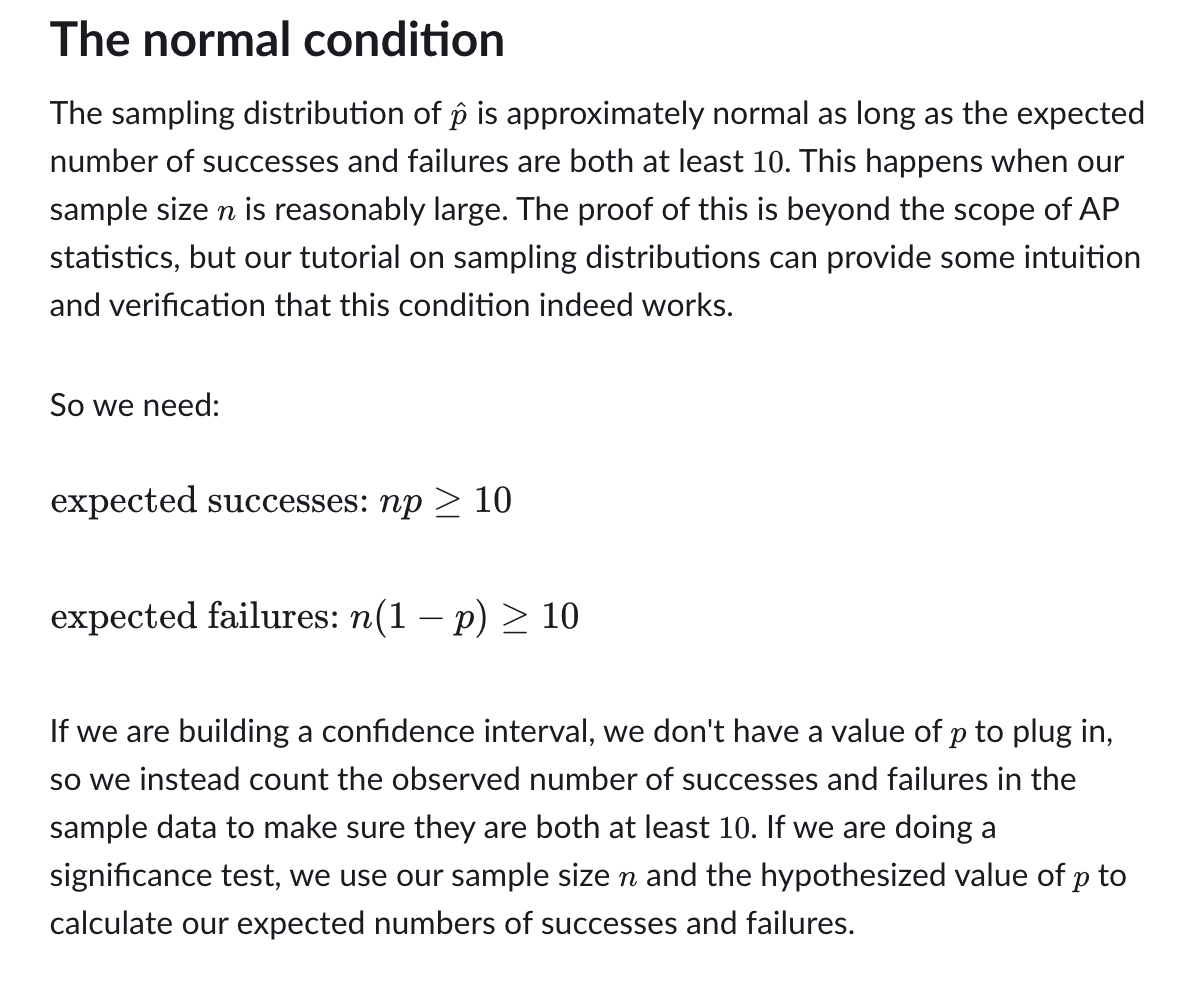 The normal condition
The sampling distribution of p̂ is approximately normal as long as the expected
number of successes and failures are both at least 10. This happens when our
sample size n is reasonably large. The proof of this is beyond the scope of AP
statistics, but our tutorial on sampling distributions can provide some intuition
and verification that this condition indeed works.
So we need:
expected successes: np ≥ 10
expected failures: n(1 − p) ≥ 10
If we are building a confidence interval, we don't have a value of p to plug in,
so we instead count the observed number of successes and failures in the
sample data to make sure they are both at least 10. If we are doing a
significance test, we use our sample size n and the hypothesized value of p to
calculate our expected numbers of successes and failures.